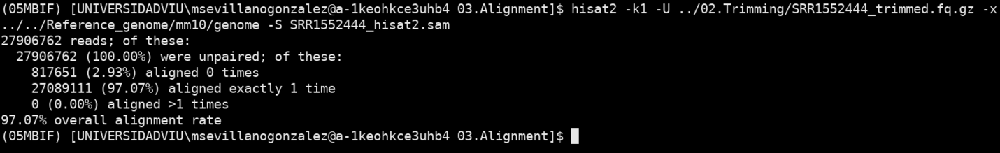 (05MBIF) [UNIVERSIDADVIU\msevillanogonzalez@a-1keohkce3uhb4 03.Alignment]$ hisat2 -k1 -U ../02.Trimming/SRR1552444_trimmed.fq.gz -x
../../Reference_genome/mm10/genome -S SRR1552444_hisat2.sam
27906762 reads; of these:
  27906762 (100.00%) were unpaired; of these:
    817651 (2.93%) aligned 0 times
    27089111 (97.07%) aligned exactly 1 time
    0 (0.00%) aligned >1 times
97.07% overall alignment rate
(05MBIF) [UNIVERSIDADVIU\msevillanogonzalez@a-1keohkce3uhb4 03.Alignment]$